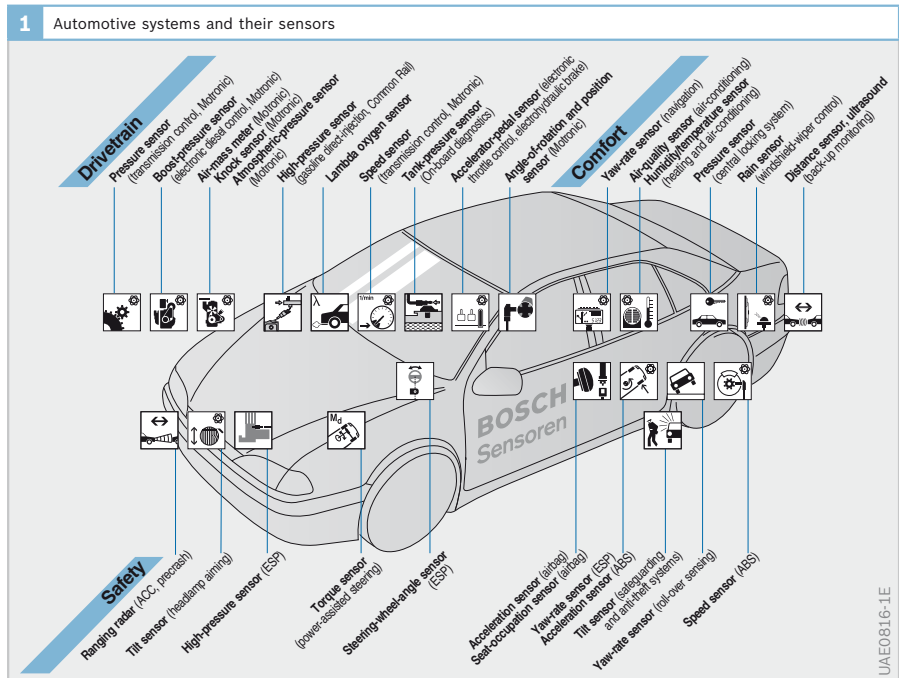 1
Automotive systems and their sensors
Drivetrain
Pressure sensor
(transmission control, Motronic)
Boost-pressure sensor
(electronic diesel control, Motronic)
Air-mass meter (Motronic)
Knock sensor (Motronic)
Atmospheric-pressure sensor
(Motronic)
High-pressure sensor
(gasoline direct-injection, Common Rail)
Lambda oxygen sensor
Speed sensor
(transmission control, Motronic)
Tank-pressure sensor
(On-board diagnostics)
Accelerator-pedal sensor (electronic
throttle control, electrohydraulic brake)
Angle-of-rotation and position
sensor (Motronic)
Comfort
Yaw-rate sensor (navigation)
Air-quality sensor (air-conditioning)
Humidity/temperature sensor
(heating and air-conditioning)
Pressure sensor
(central locking system)
Rain sensor
(windshield-wiper control)
Distance sensor, ultrasound
(back-up monitoring)
λ
1/min
BOSCH
Sensoren
Md
Safety
Ranging radar (ACC, precrash)
Tilt sensor (headlamp aiming)
High-pressure sensor (ESP)
Torque sensor
(power-assisted steering)
Steering-wheel-angle sensor
(ESP)
Acceleration sensor (airbag)
Seat-occupation sensor (airbag)
Yaw-rate sensor (ESP)
Acceleration sensor (ABS)
Tilt sensor (safeguarding
and anti-theft systems)
Yaw-rate sensor (roll-over sensing)
Speed sensor (ABS)
UAE0816-1E